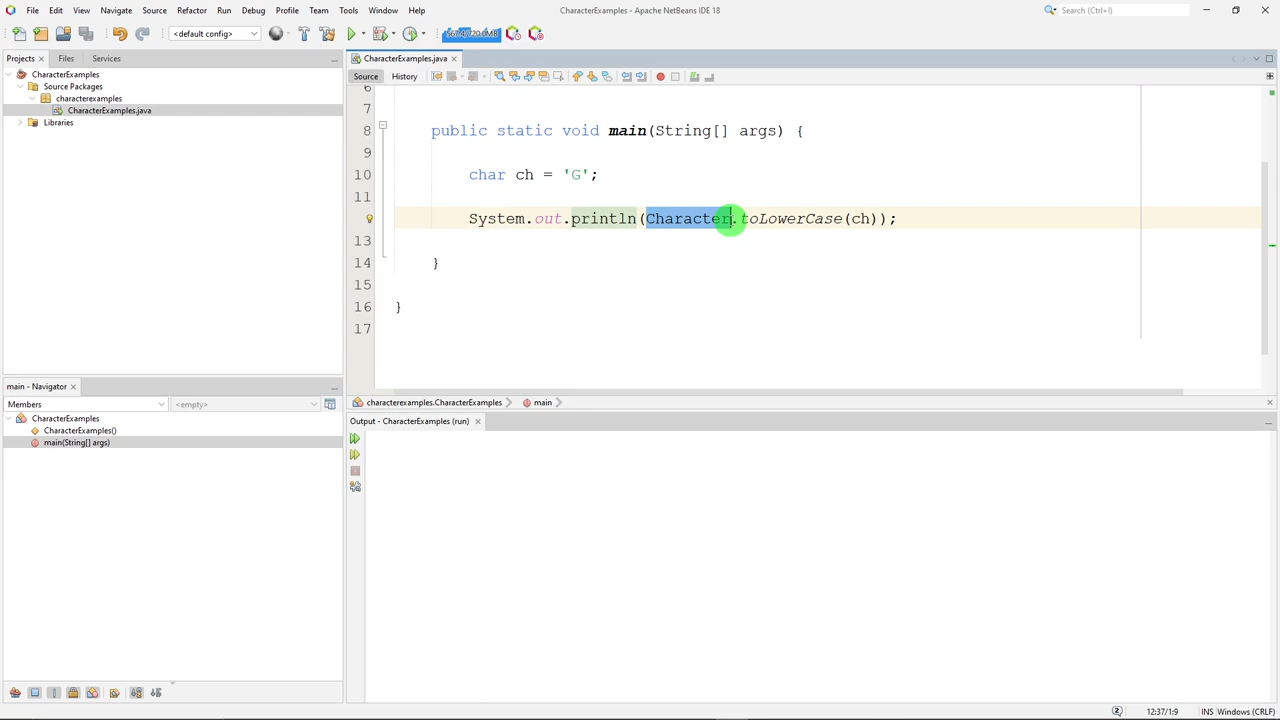 File Edit View Navigate Source Refactor Run Debug Profile Team Tools Window Help
CharacterExamples - Apache NetBeans IDE 18
Search (Ctrl+I)
<default config>
Projects Files Services
CharacterExamples
Source Packages
characterexamples
CharacterExamples.java
Libraries
CharacterExamples.java
Source History
6
7
8 public static void main(String[] args) {
9
10 char ch = 'G';
11
System.out.println(Character.toLowerCase(ch));
13
14 }
15
16 }
17
main - Navigator
Members <empty>
CharacterExamples
CharacterExamples()
main(String[] args)
characterexamples.CharacterExamples main
Output - CharacterExamples (run)
2 12:37/1:9 INS Windows (CRLF)